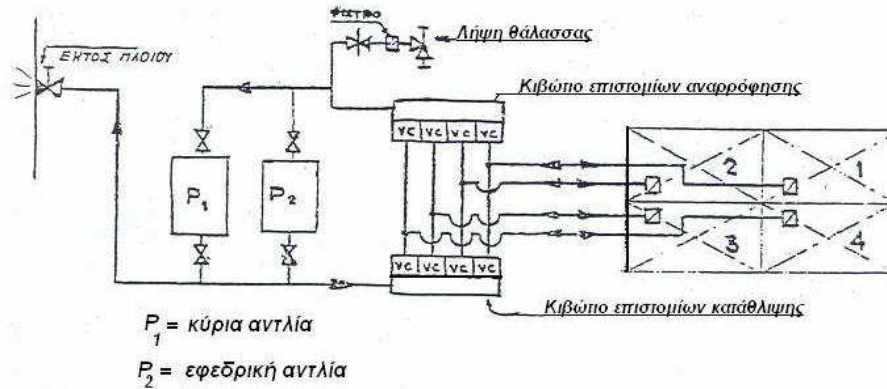 ΦΙΛΤΡΟ
Λήψη θάλασσας
ΕΚΤΟΣ ΠΛΟΙΟΥ
Κιβώτιο επιστομίων αναρρόφησης
VC VC VC VC
P₁
P₂
2
1
3
4
VC VC VC VC
Κιβώτιο επιστομίων κατάθλιψης
P₁ = κύρια αντλία
P₂ = εφεδρική αντλία